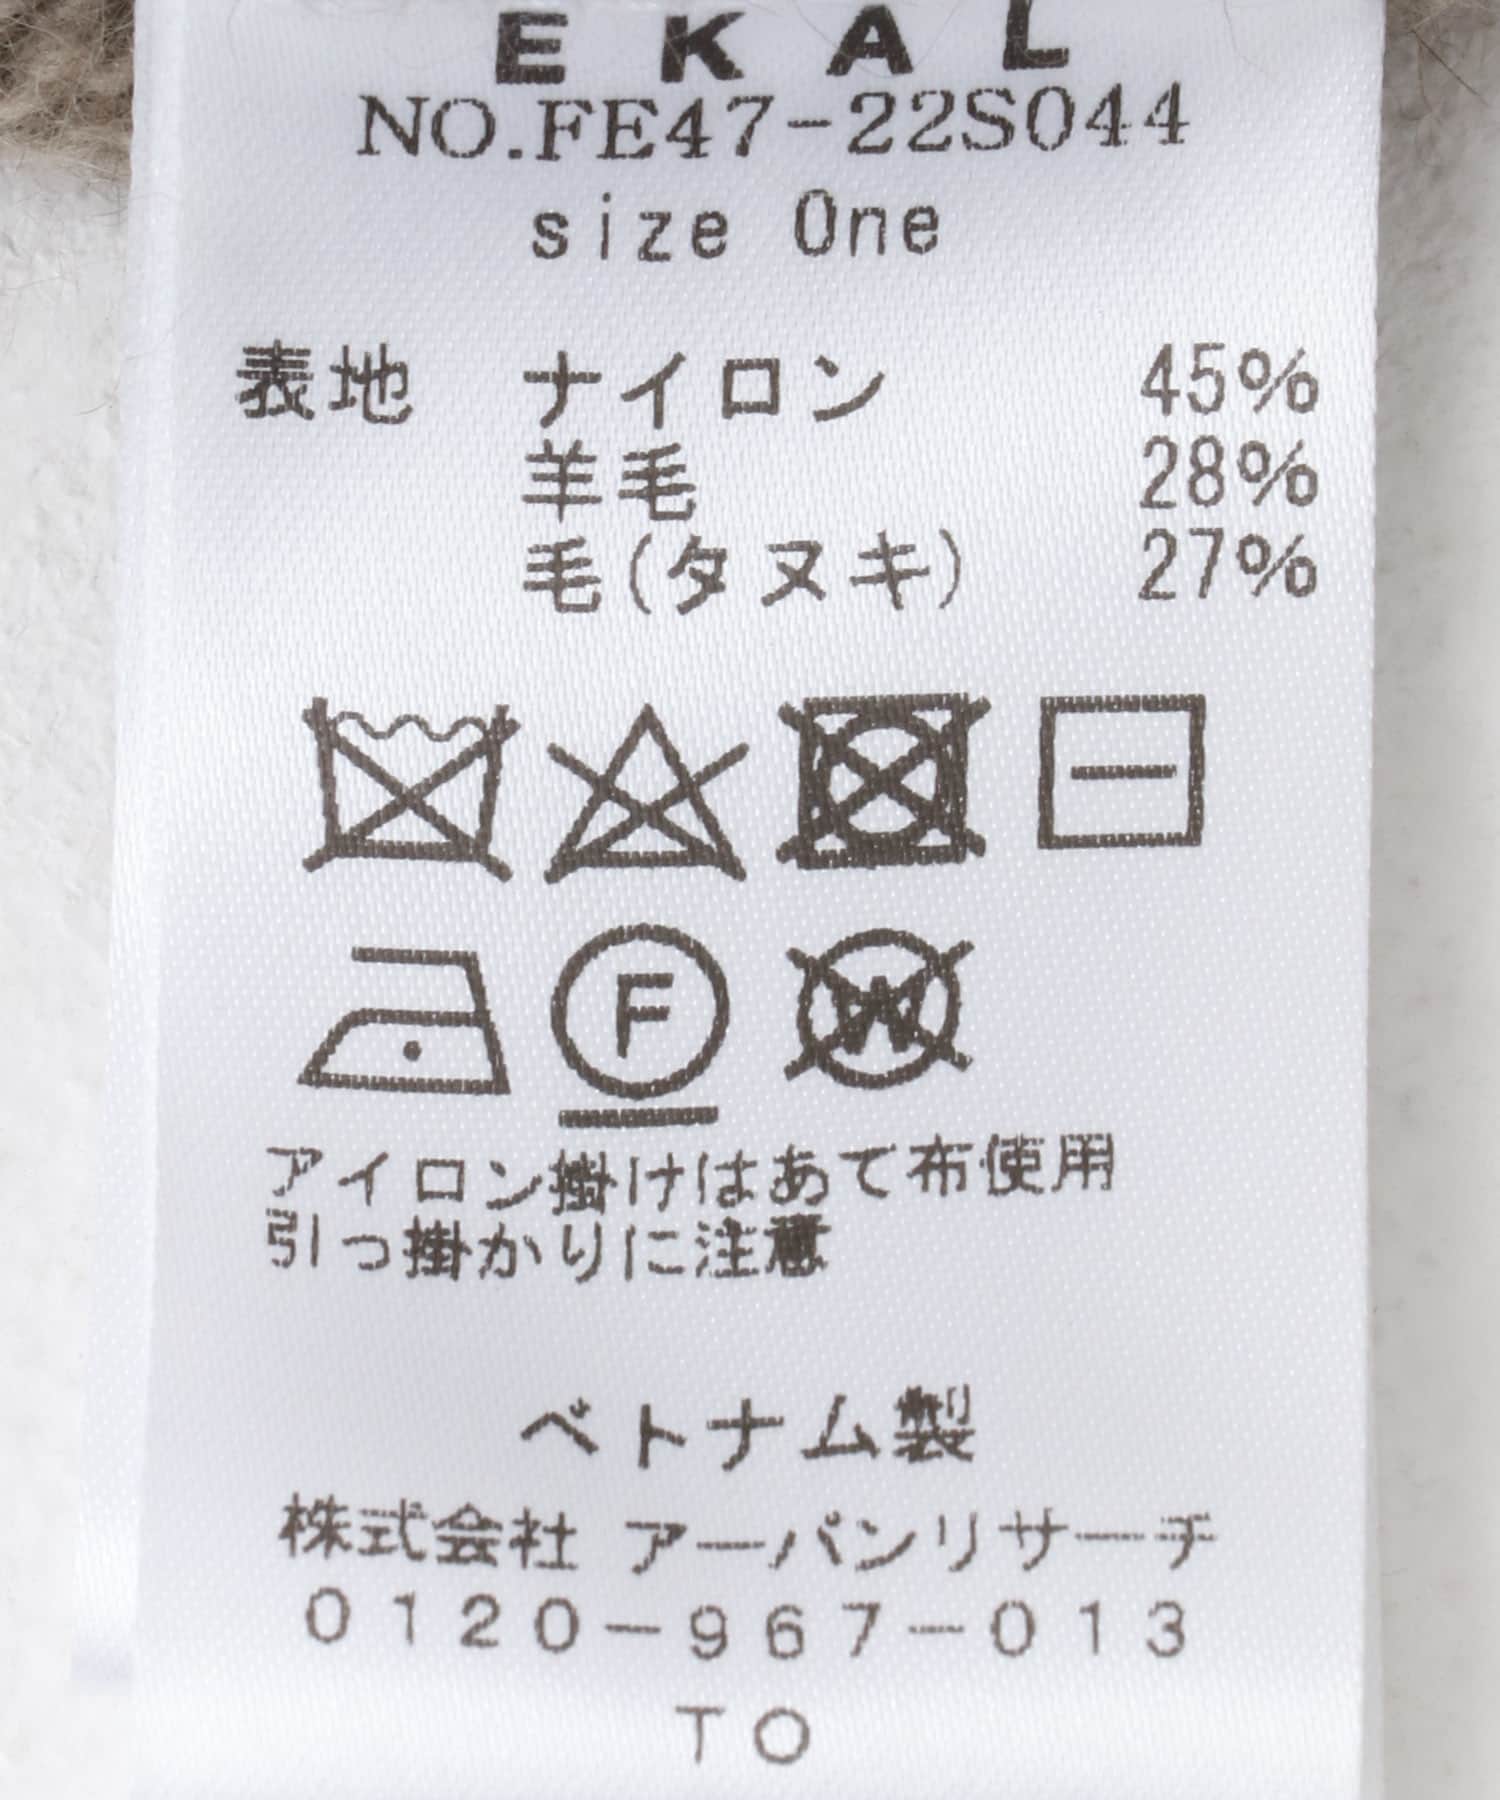 EKAL
NO.FE47-22S044
size One
表地 ナイロン 45%
羊毛 28%
毛(タヌキ) 27%
F W
アイロン掛けはあて布使用
引っ掛かりに注意
ベトナム製
株式会社 アーバンリサーチ
0120-967-013
TO